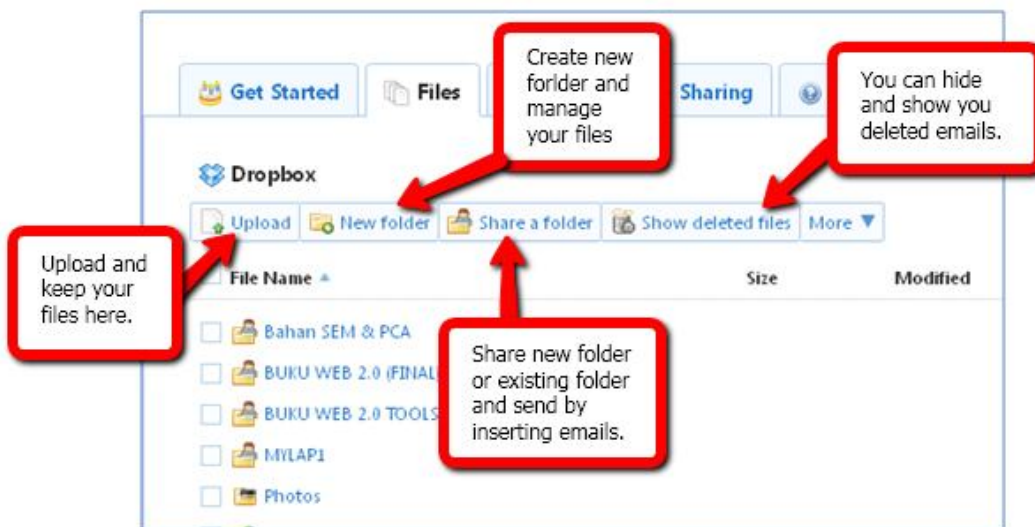 Create new
forlder and
manage
your files
You can hide
and show you
deleted emails.
Get Started
Files
Sharing
Dropbox
Upload
New folder
Share a folder
Show deleted files
More
Upload and
keep your
files here.
File Name
Size
Modified
Share new folder
or existing folder
and send by
inserting emails.
Bahan SEM & PCA
BUKU WEB 2.0 (FINAL)
BUKU WEB 2.0 TOOLS
MYLAP1
Photos